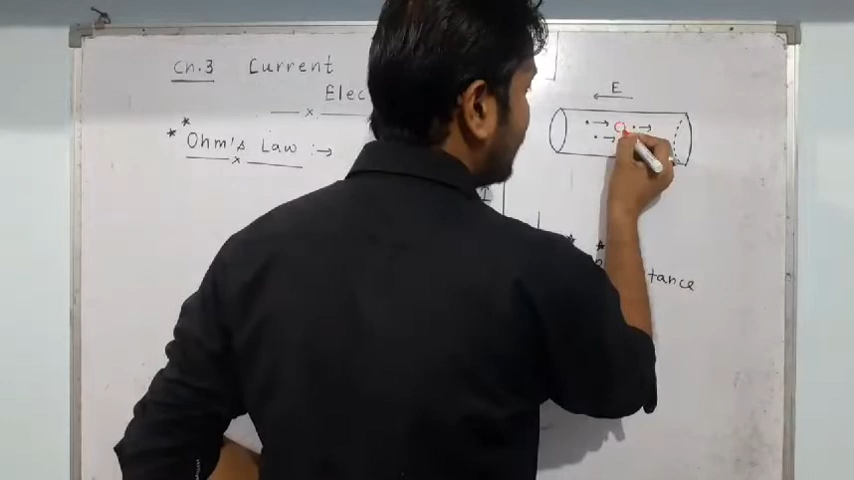 Ch.3 Current
Elec
* * Ohm's Law :→
E
tance